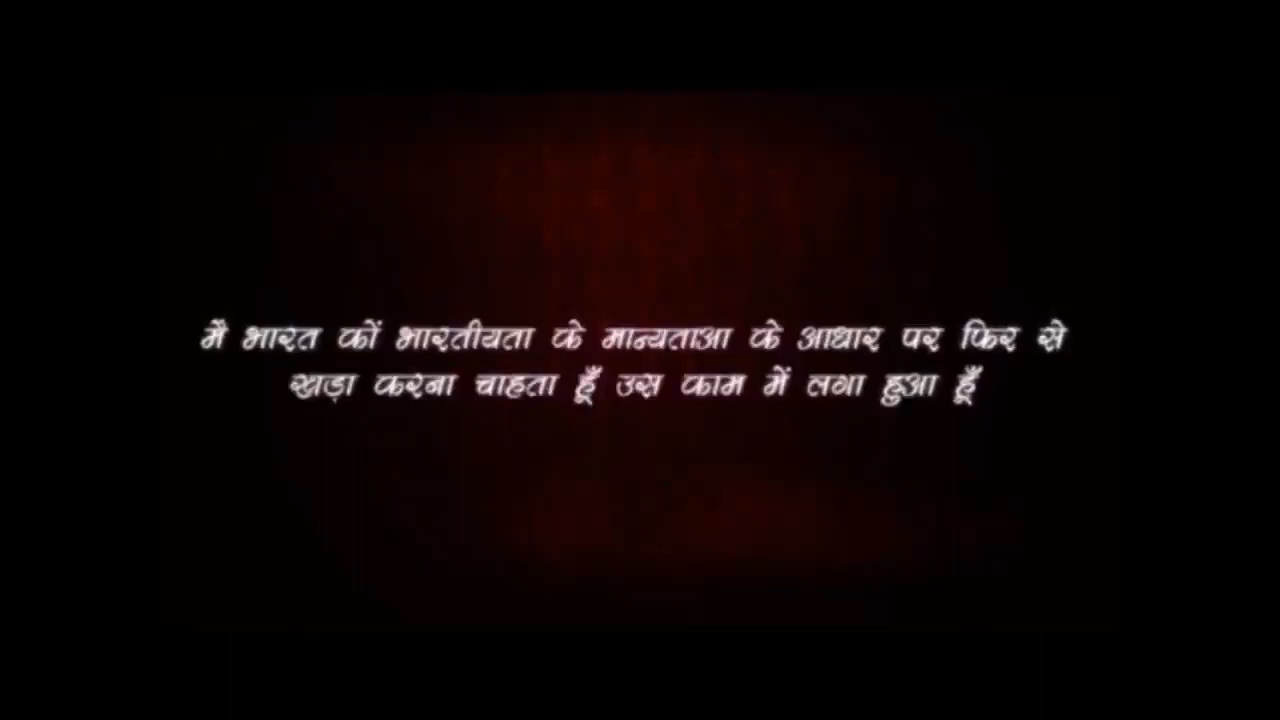 मै भारत कों भारतीयता के मान्यताआ के आधार पर फिर से
खड़ा करना चाहता हूँ उस काम में लगा हुआ हूँ